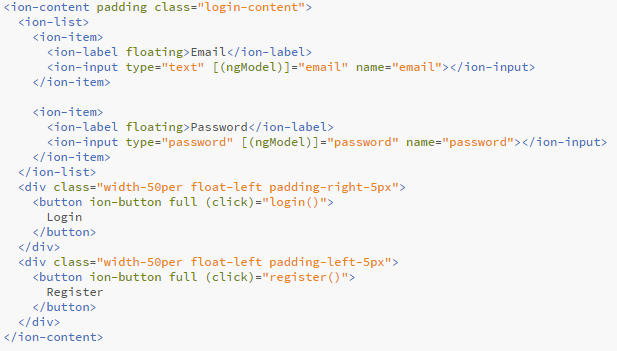 <ion-content padding class="login-content">
  <ion-list>
    <ion-item>
      <ion-label floating>Email</ion-label>
      <ion-input type="text" [(ngModel)]="email" name="email"></ion-input>
    </ion-item>

    <ion-item>
      <ion-label floating>Password</ion-label>
      <ion-input type="password" [(ngModel)]="password" name="password"></ion-input>
    </ion-item>
  </ion-list>
  <div class="width-50per float-left padding-right-5px">
    <button ion-button full (click)="login()">
      Login
    </button>
  </div>
  <div class="width-50per float-left padding-left-5px">
    <button ion-button full (click)="register()">
      Register
    </button>
  </div>
</ion-content>